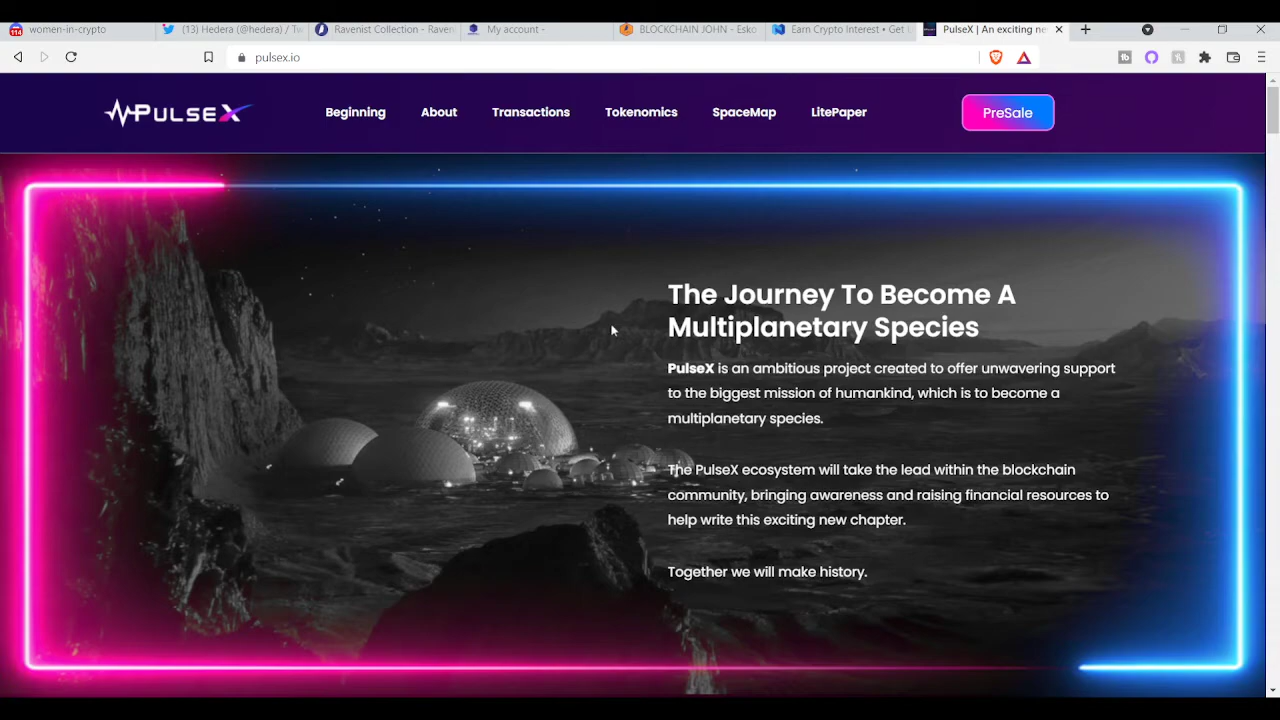 114 women-in-crypto
(13) Hedera (@hedera) / Tw
Ravenist Collection - Raven
My account -
BLOCKCHAIN JOHN - Esko
Earn Crypto Interest • Get L
PulseX | An exciting ne
pulsex.io
PULSEX
Beginning
About
Transactions
Tokenomics
SpaceMap
LitePaper
PreSale
The Journey To Become A
Multiplanetary Species
PulseX is an ambitious project created to offer unwavering support
to the biggest mission of humankind, which is to become a
multiplanetary species.
The PulseX ecosystem will take the lead within the blockchain
community, bringing awareness and raising financial resources to
help write this exciting new chapter.
Together we will make history.